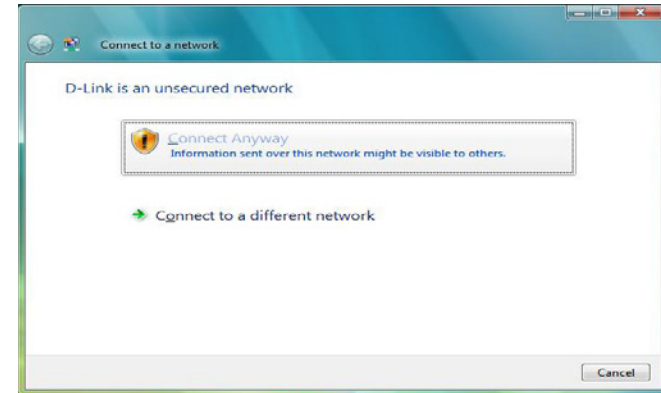 Connect to a network
D-Link is an unsecured network
Connect Anyway
Information sent over this network might be visible to others.
Connect to a different network
Cancel